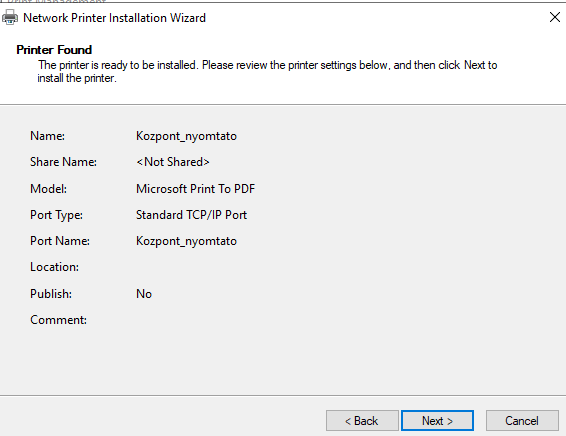 Network Printer Installation Wizard
Printer Found
The printer is ready to be installed. Please review the printer settings below, and then click Next to
install the printer.
Name: Kozpont_nyomtato
Share Name: <Not Shared>
Model: Microsoft Print To PDF
Port Type: Standard TCP/IP Port
Port Name: Kozpont_nyomtato
Location:
Publish: No
Comment:
< Back Next > Cancel